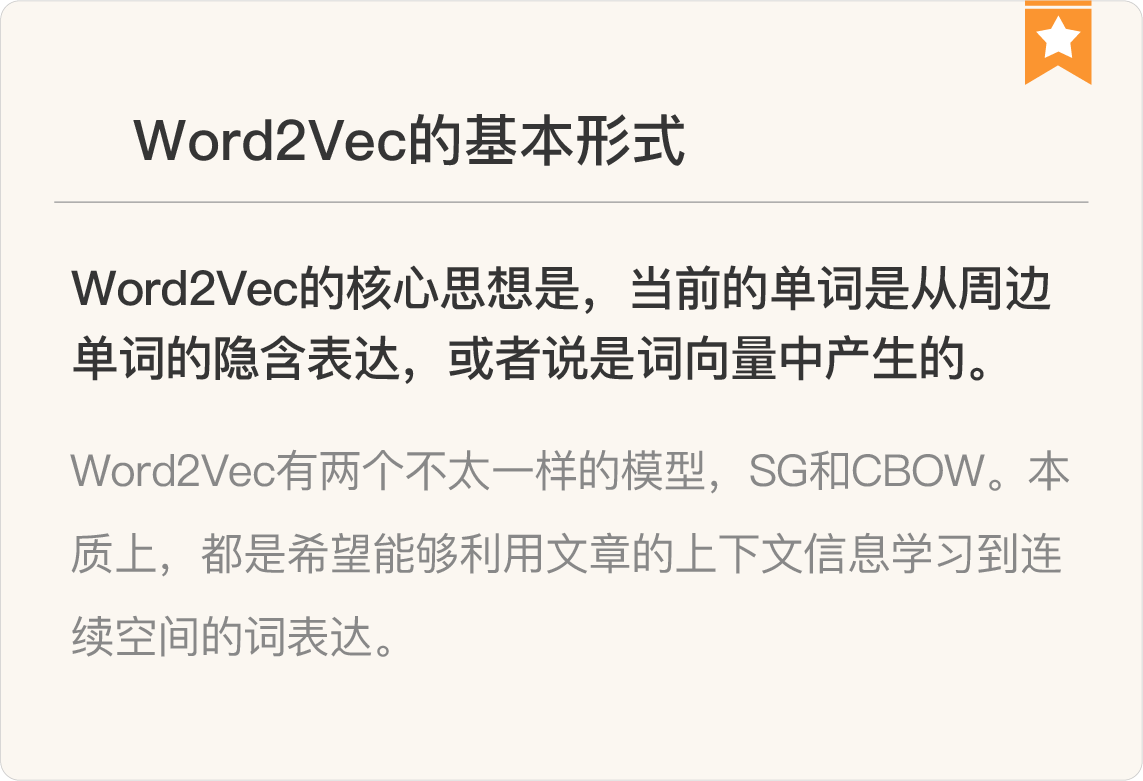 Word2Vec的基本形式
Word2Vec的核心思想是，当前的单词是从周边
单词的隐含表达，或者说是词向量中产生的。
Word2Vec有两个不太一样的模型，SG和CBOW。本
质上，都是希望能够利用文章的上下文信息学习到连
续空间的词表达。